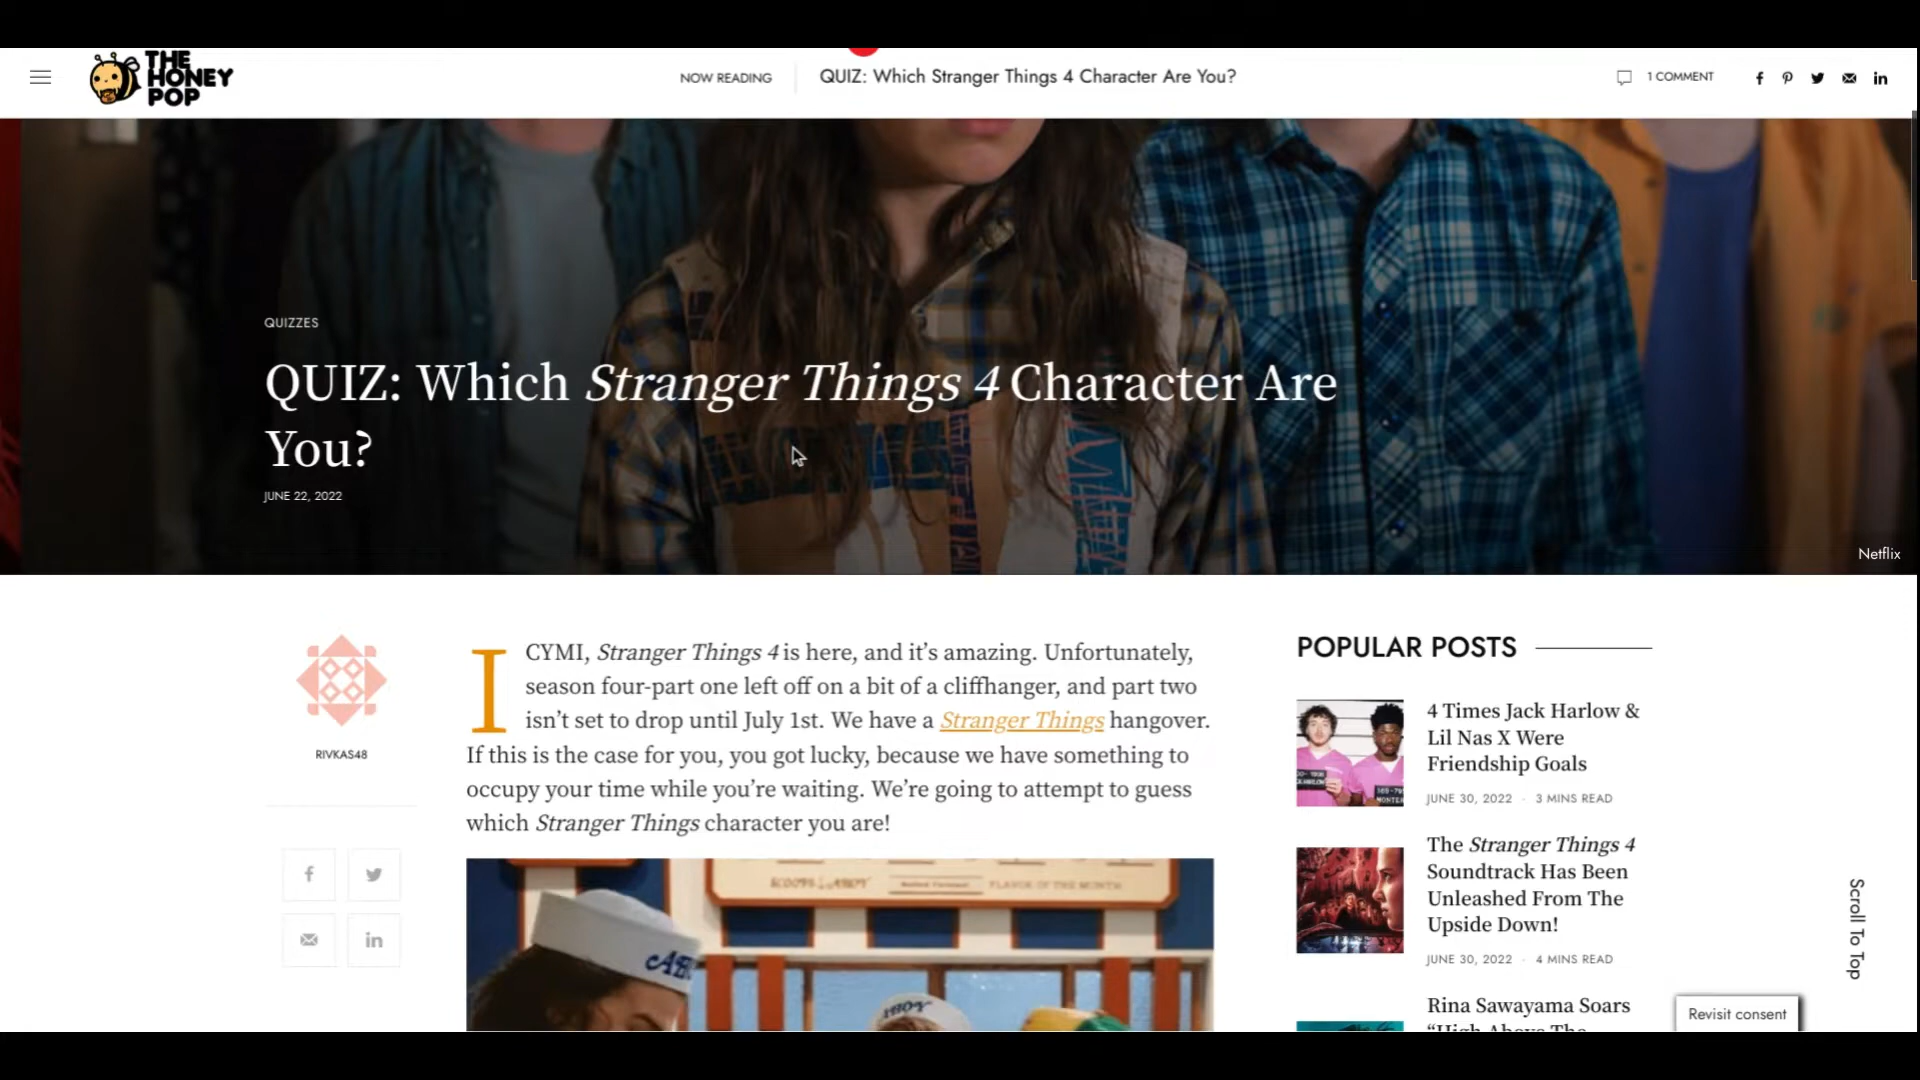 THE
HONEY
POP
NOW READING
QUIZ: Which Stranger Things 4 Character Are You?
1 COMMENT
QUIZZES
QUIZ: Which Stranger Things 4 Character Are
You?
JUNE 22, 2022
Netflix
RIVKAS48
ICYMI, Stranger Things 4 is here, and it’s amazing. Unfortunately,
season four-part one left off on a bit of a cliffhanger, and part two
isn’t set to drop until July 1st. We have a Stranger Things hangover.
If this is the case for you, you got lucky, because we have something to
occupy your time while you’re waiting. We’re going to attempt to guess
which Stranger Things character you are!
AHOY
POPULAR POSTS
4 Times Jack Harlow &
Lil Nas X Were
Friendship Goals
JUNE 30, 2022 · 3 MINS READ
The Stranger Things 4
Soundtrack Has Been
Unleashed From The
Upside Down!
JUNE 30, 2022 · 4 MINS READ
Rina Sawayama Soars
“High Above The
Scroll To Top
Revisit consent